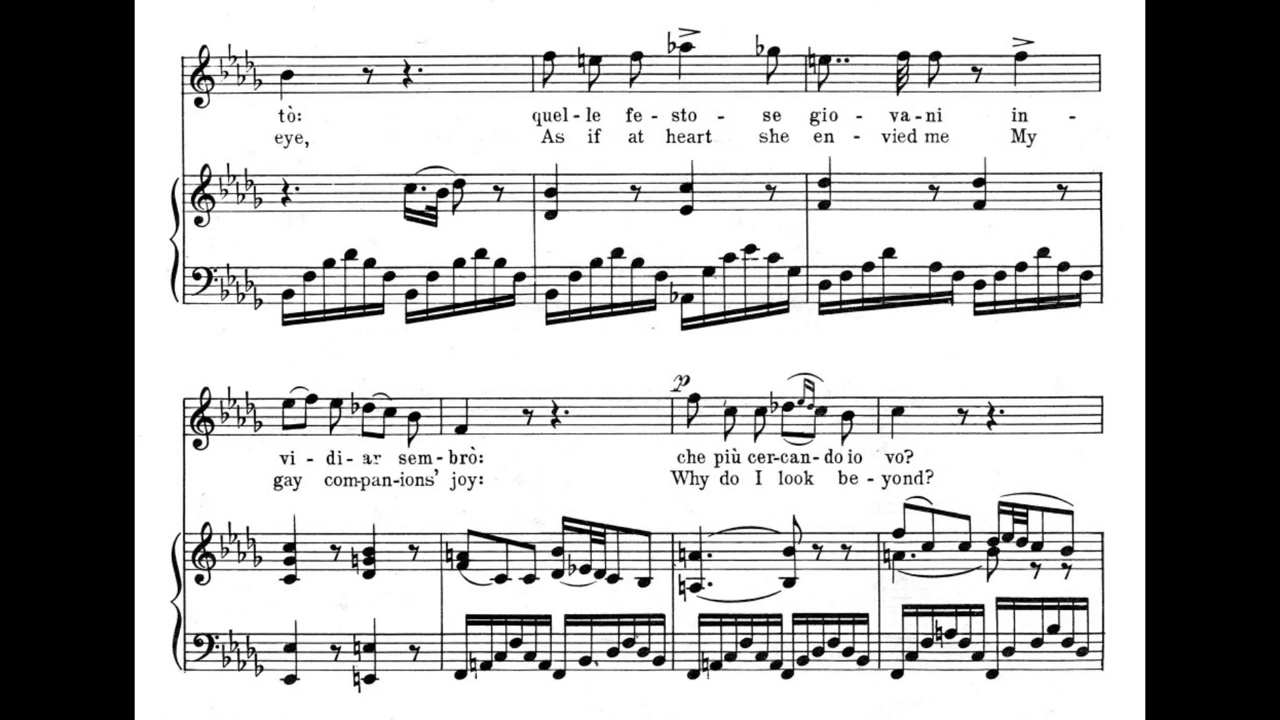 tò: quel - le fe - sto - se gio - va - ni in -
eye, As if at heart she en - vied me My
p
vi - di - ar sem - brò: che più cer - can - do io vo?
gay com-pan-ions' joy: Why do I look be - yond?